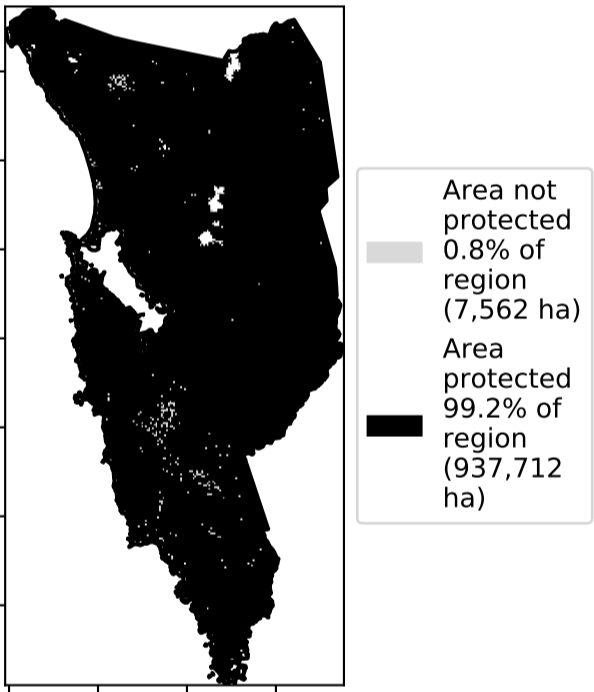 Area not
protected
0.8% of
region
(7,562 ha)
Area
protected
99.2% of
region
(937,712
ha)